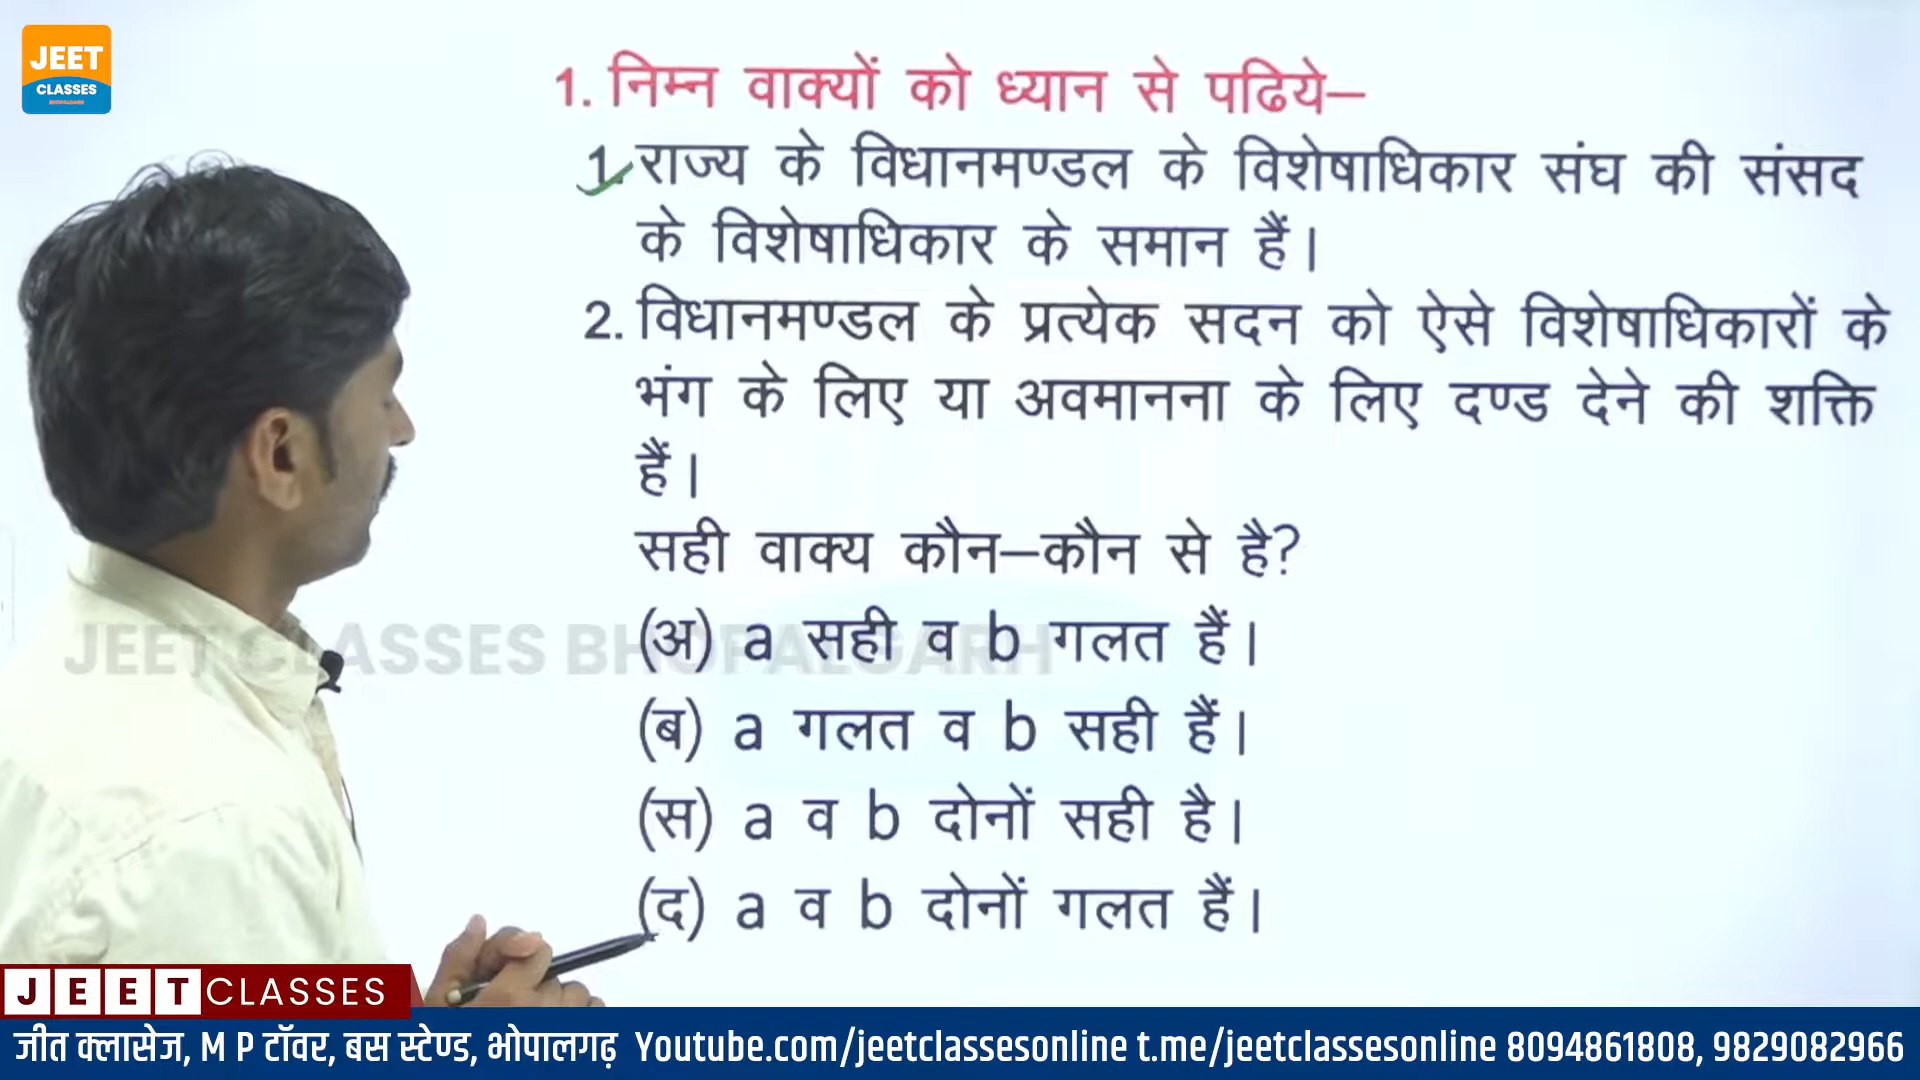 JEET
CLASSES
1. निम्न वाक्यों को ध्यान से पढिये–
1. राज्य के विधानमण्डल के विशेषाधिकार संघ की संसद
के विशेषाधिकार के समान हैं।
2. विधानमण्डल के प्रत्येक सदन को ऐसे विशेषाधिकारों के
भंग के लिए या अवमानना के लिए दण्ड देने की शक्ति
हैं।
सही वाक्य कौन–कौन से है?
(अ) a सही व b गलत हैं।
JEET CLASSES BHOPALGARH
(ब) a गलत व b सही हैं।
(स) a व b दोनों सही है।
(द) a व b दोनों गलत हैं।
JEET CLASSES
जीत क्लासेज, M P टॉवर, बस स्टेण्ड, भोपालगढ़ Youtube.com/jeetclassesonline t.me/jeetclassesonline 8094861808, 9829082966